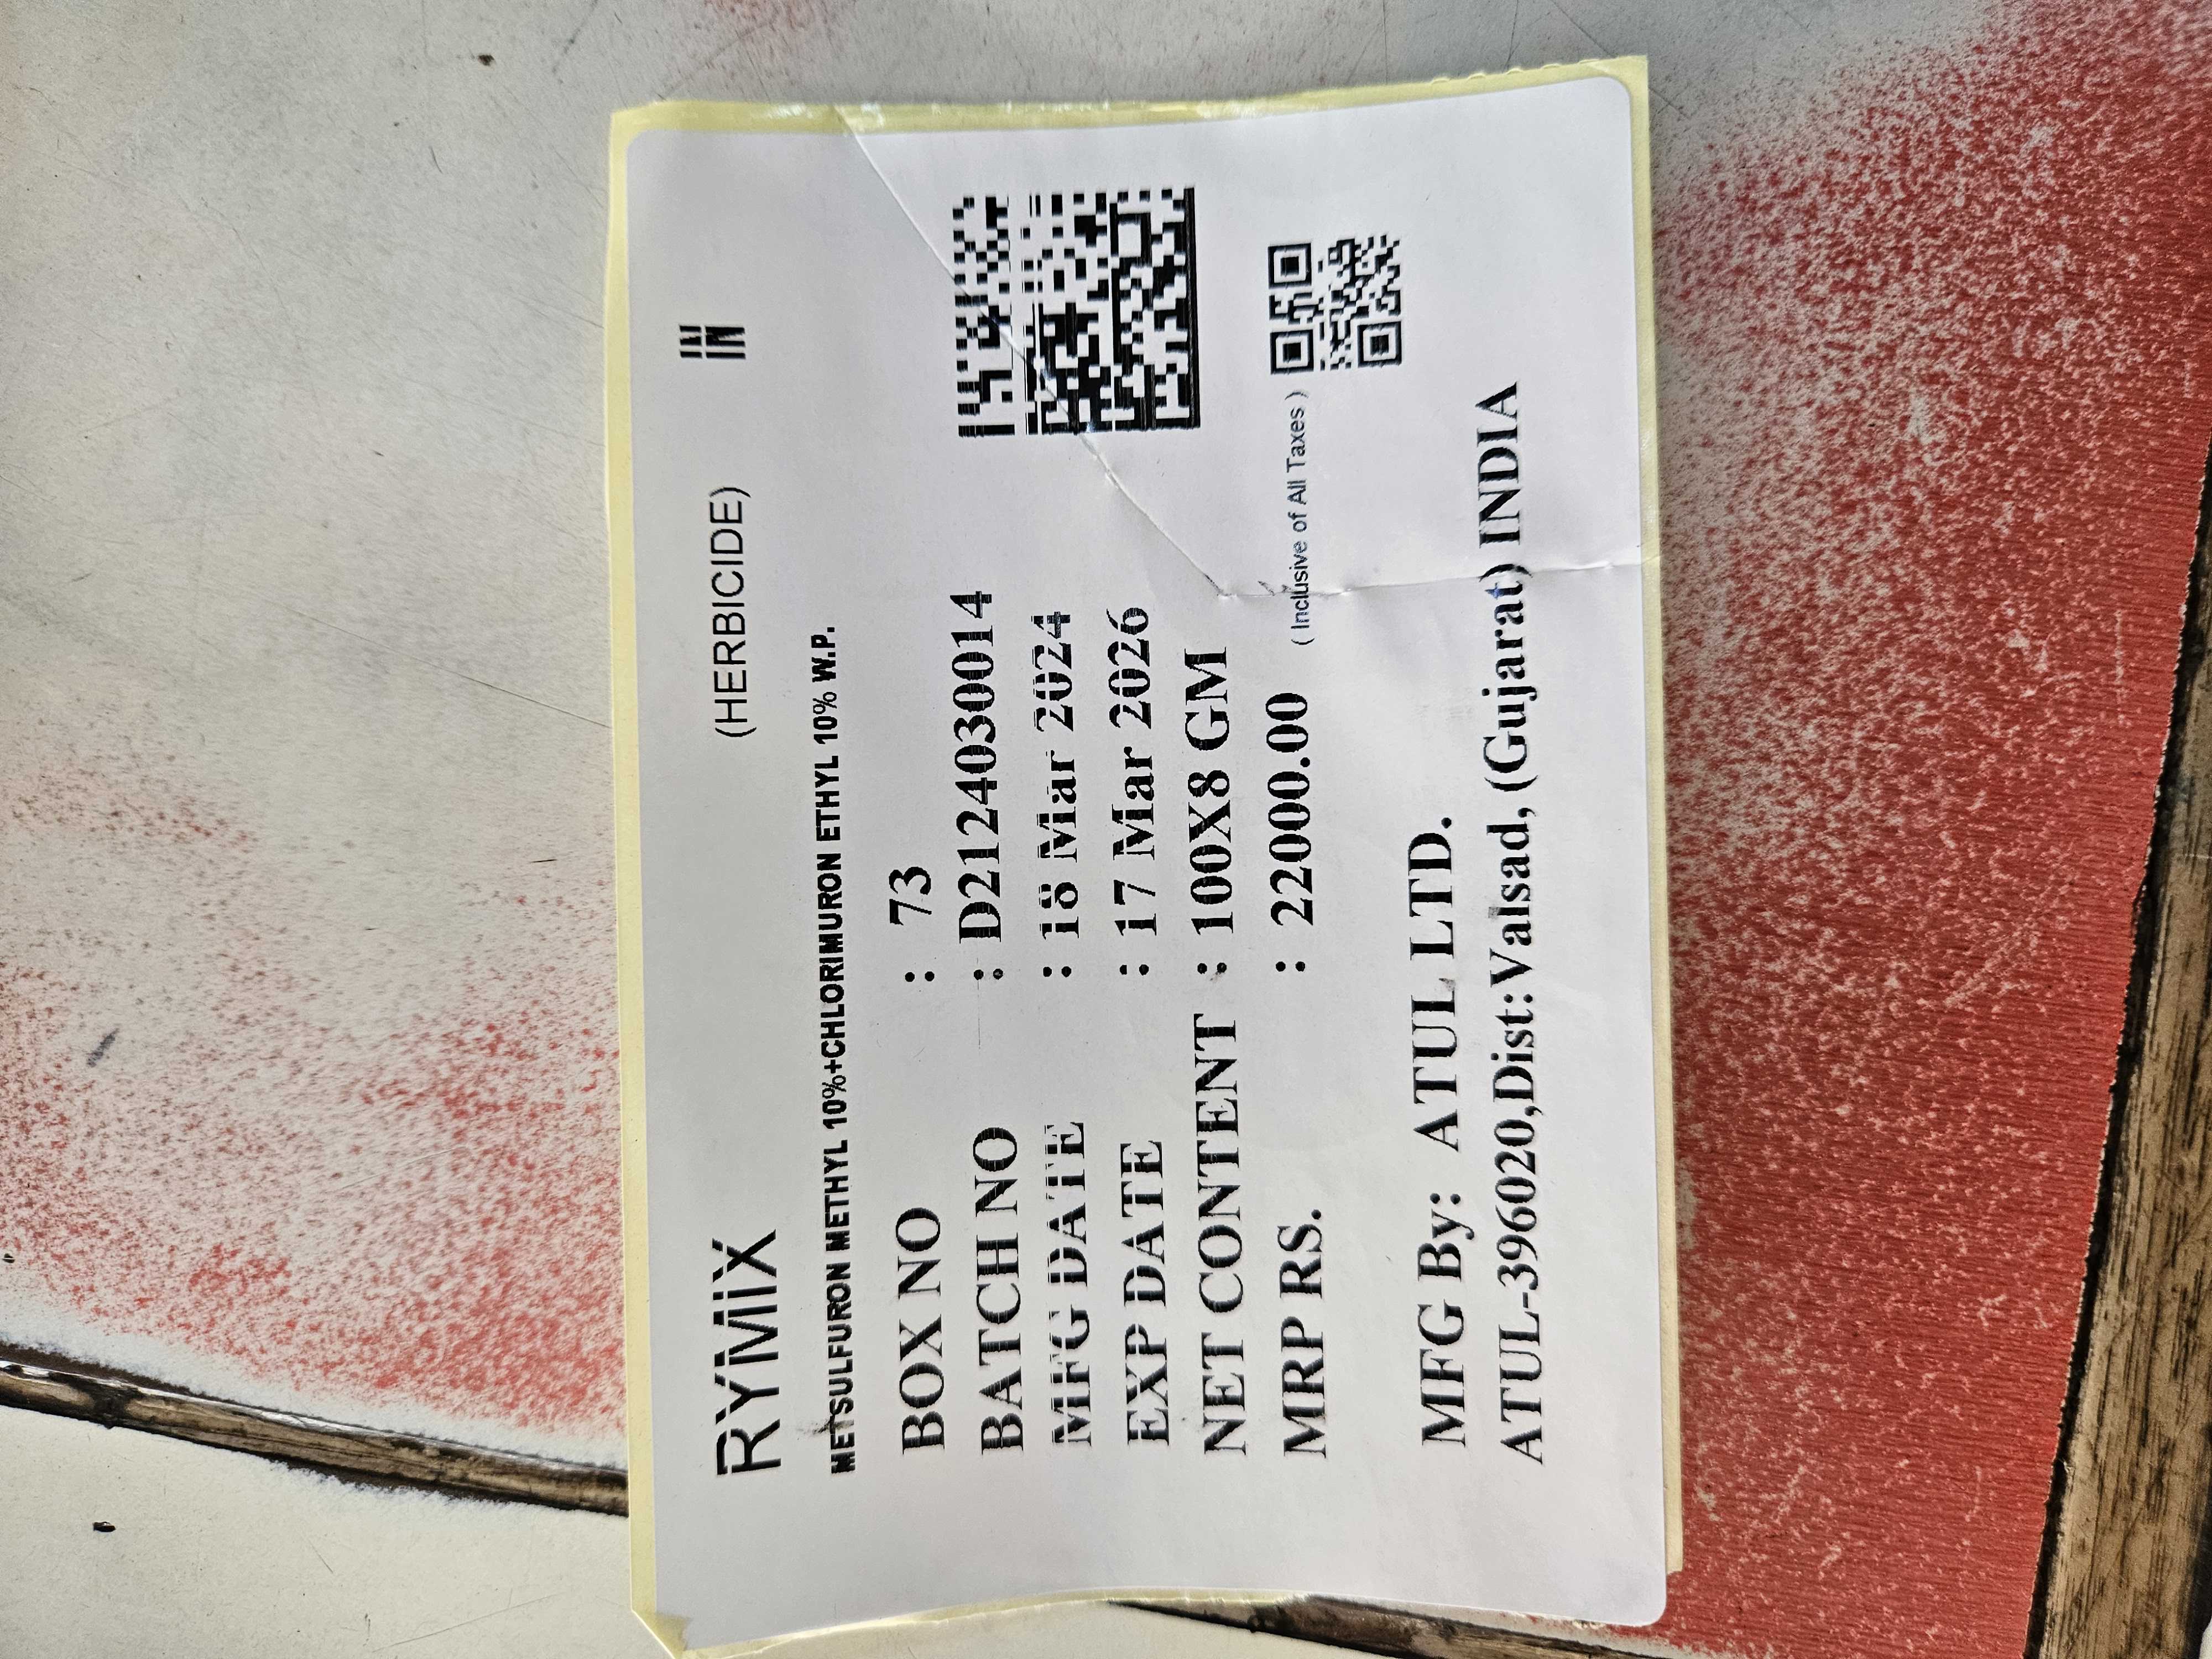 RYMIX (HERBICIDE) IN
METSULFURON METHYL 10%+CHLORIMURON ETHYL 10% W.P.
BOX NO : 73
BATCH NO : D2124030014
MFG DATE : 18 Mar 2024
EXP DATE : 17 Mar 2026
NET CONTENT : 100X8 GM
MRP RS. : 22000.00 ( Inclusive of All Taxes )
MFG By: ATUL LTD.
ATUL-396020,Dist:Valsad, (Gujarat) INDIA